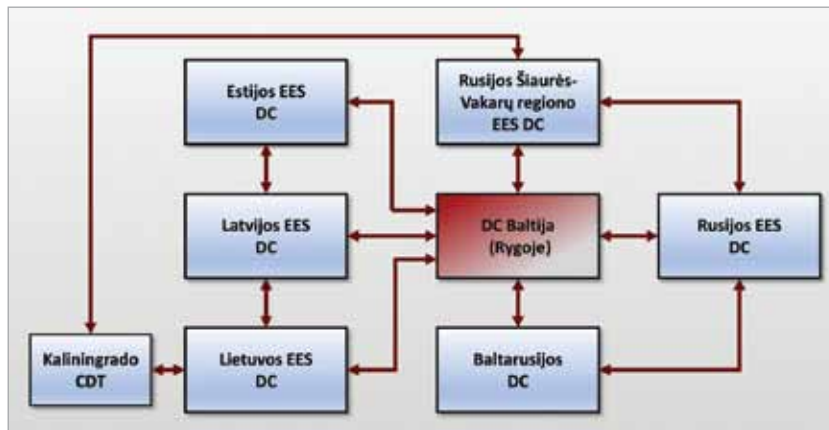 Estijos EES
DC
Rusijos Šiaurės-
Vakarų regiono
EES DC
Latvijos EES
DC
DC Baltija
(Rygoje)
Rusijos EES
DC
Kaliningrado
CDT
Lietuvos EES
DC
Baltarusijos
DC